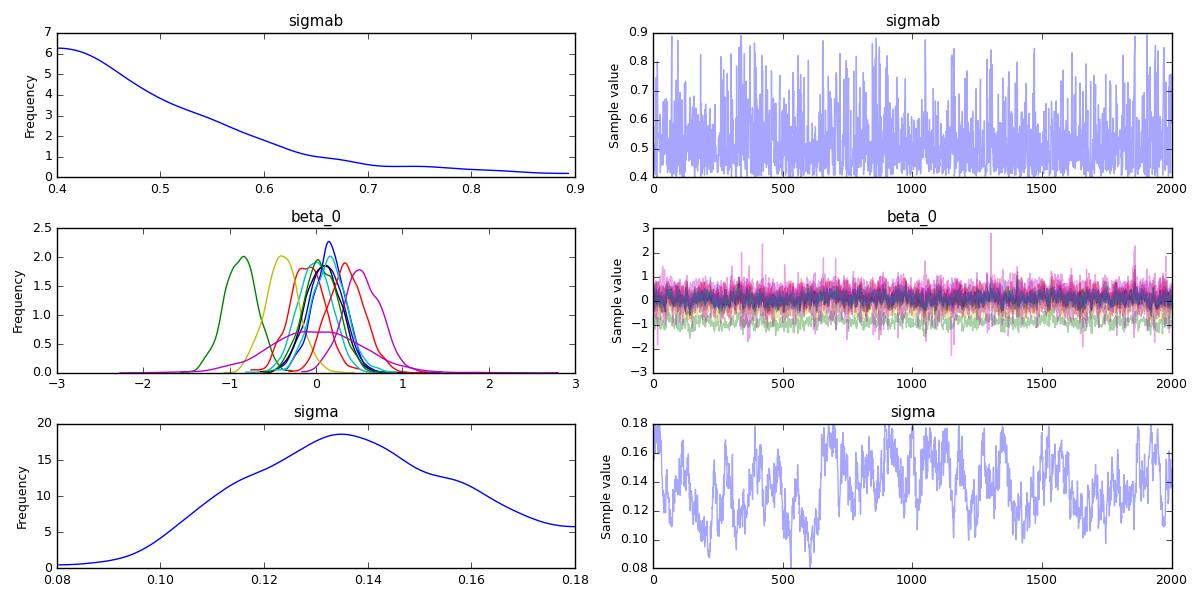 sigmab
Frequency
7
6
5
4
3
2
1
0
0.4 0.5 0.6 0.7 0.8 0.9
sigmab
Sample value
0.9
0.8
0.7
0.6
0.5
0.4
0 500 1000 1500 2000
beta_0
Frequency
2.5
2.0
1.5
1.0
0.5
0.0
−3 −2 −1 0 1 2 3
beta_0
Sample value
3
2
1
0
−1
−2
−3
0 500 1000 1500 2000
sigma
Frequency
20
15
10
5
0
0.08 0.10 0.12 0.14 0.16 0.18
sigma
Sample value
0.18
0.16
0.14
0.12
0.10
0.08
0 500 1000 1500 2000